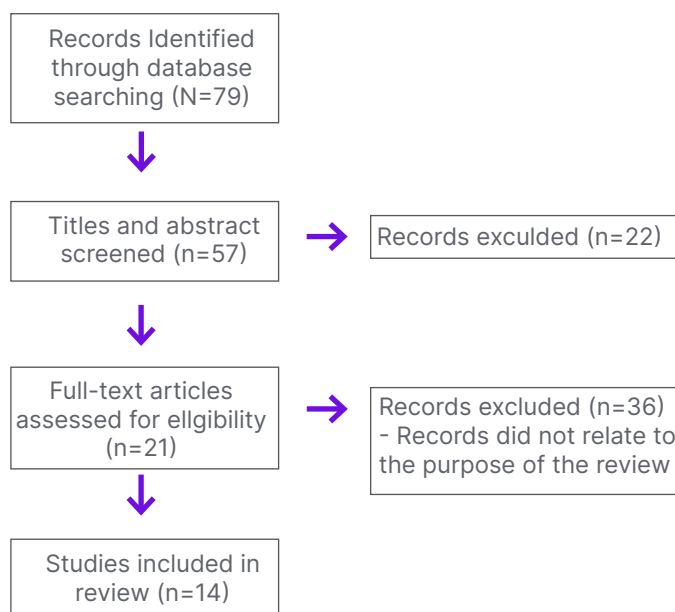 Records Identified
through database
searching (N=79)
Titles and abstract
screened (n=57)
Records exculded (n=22)
Full-text articles
assessed for ellgibility
(n=21)
Records excluded (n=36)
- Records did not relate to
the purpose of the review
Studies included in
review (n=14)